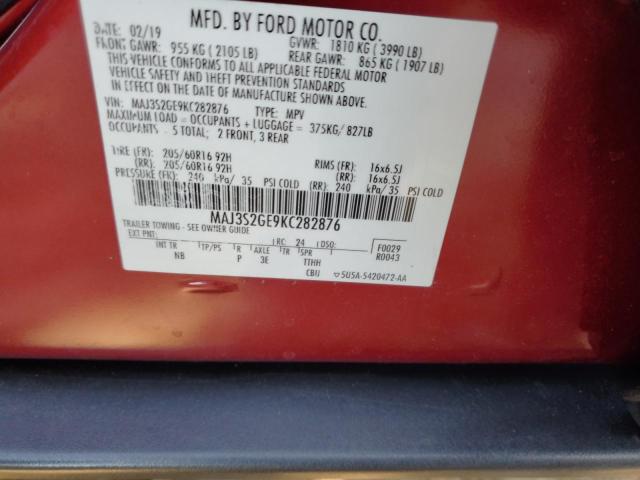 DATE: 02/19 MFD. BY FORD MOTOR CO.
FRONT GAWR: 955 KG (2105 LB) GVWR: 1810 KG (3990 LB)
REAR GAWR: 865 KG (1907 LB)
THIS VEHICLE CONFORMS TO ALL APPLICABLE FEDERAL MOTOR
VEHICLE SAFETY AND THEFT PREVENTION STANDARDS
IN EFFECT ON THE DATE OF MANUFACTURE SHOWN ABOVE.
VIN: MAJ3S2GE9KC282876 TYPE: MPV
MAXIMUM LOAD = OCCUPANTS + LUGGAGE = 375KG/827LB
OCCUPANTS - 5 TOTAL; 2 FRONT, 3 REAR
TIRE (FR): 205/60R16 92H RIMS (FR): 16x6.5J
(RR): 205/60R16 92H (RR): 16x6.5J
PRESSURE (FR): 240 kPa/ 35 PSI COLD (RR): 240 kPa/ 35 PSI COLD
MAJ3S2GE9KC282876
TRAILER TOWING - SEE OWNER GUIDE
EXT PNT: RC: 24 DSO: F0029
INT TR TP/PS R AXLE TR SPR R0043
NB P 3E TTHH
CBU 5U5A-5420472-AA